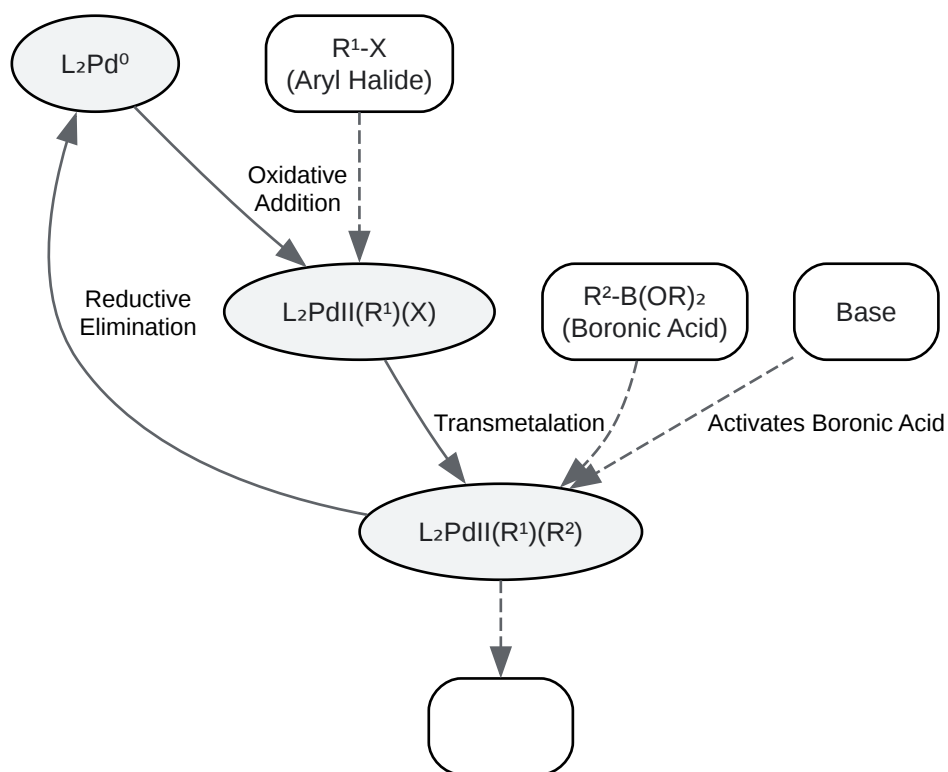 L₂Pd⁰
R¹-X
(Aryl Halide)
Oxidative
Addition
Reductive
Elimination
L₂PdII(R¹)(X)
R²-B(OR)₂
(Boronic Acid)
Base
Transmetalation
Activates Boronic Acid
L₂PdII(R¹)(R²)